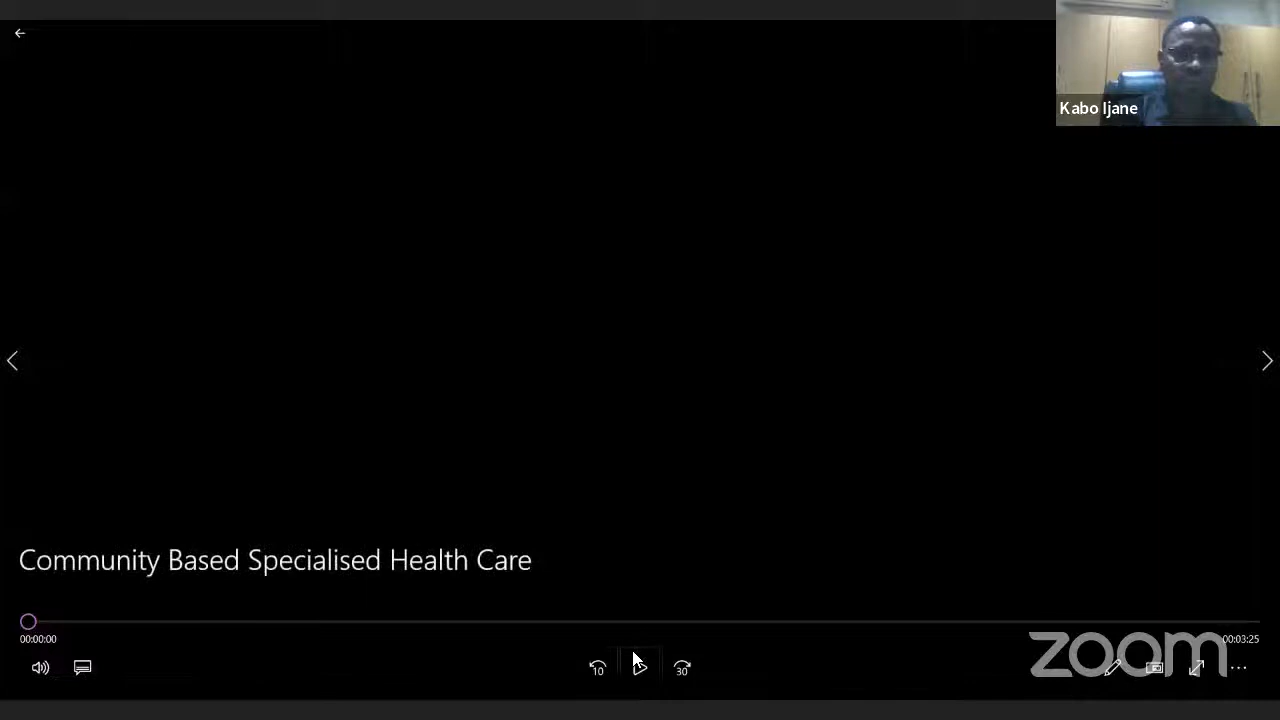 Kabo Ijane
Community Based Specialised Health Care
00:00:00
00:03:25
10
30
zoom